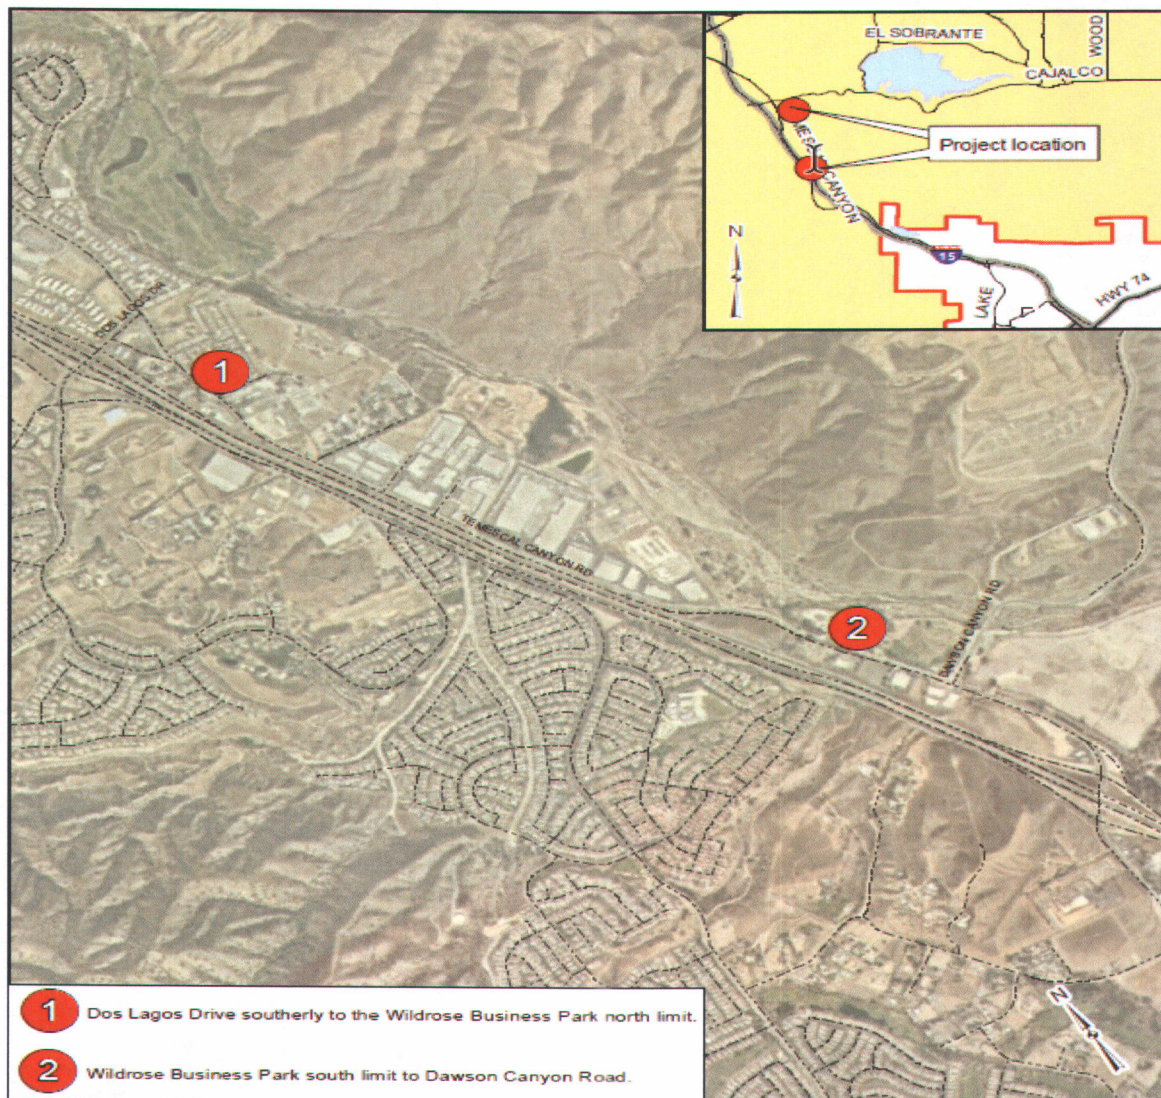 EL SOBRANTE
WOOD
CAJALCO
Project location
CANYON
N
15
LAKE
HWY 74
DOS LAGOS DR
1
TEMESCAL CANYON RD
2
DAWSON CANYON RD
N
1 Dos Lagos Drive southerly to the Wildrose Business Park north limit.
2 Wildrose Business Park south limit to Dawson Canyon Road.